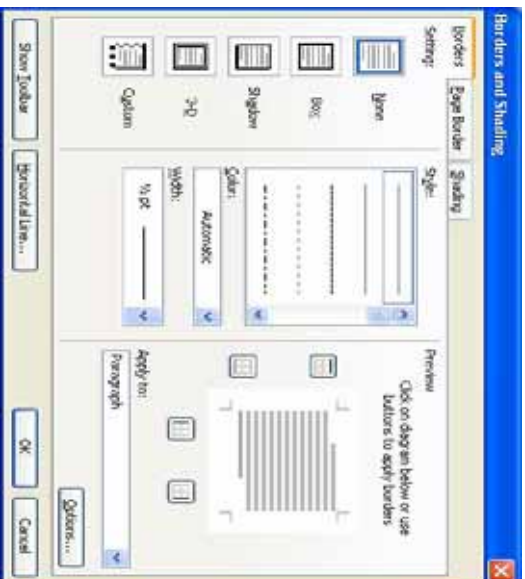 Borders and Shading
Borders
Page Border
Shading
Setting:
None
Box
Shadow
3-D
Custom
Style:
Color:
Automatic
Width:
½ pt
Preview
Click on diagram below or use
buttons to apply borders
Apply to:
Paragraph
Options...
Show Toolbar
Horizontal Line...
OK
Cancel